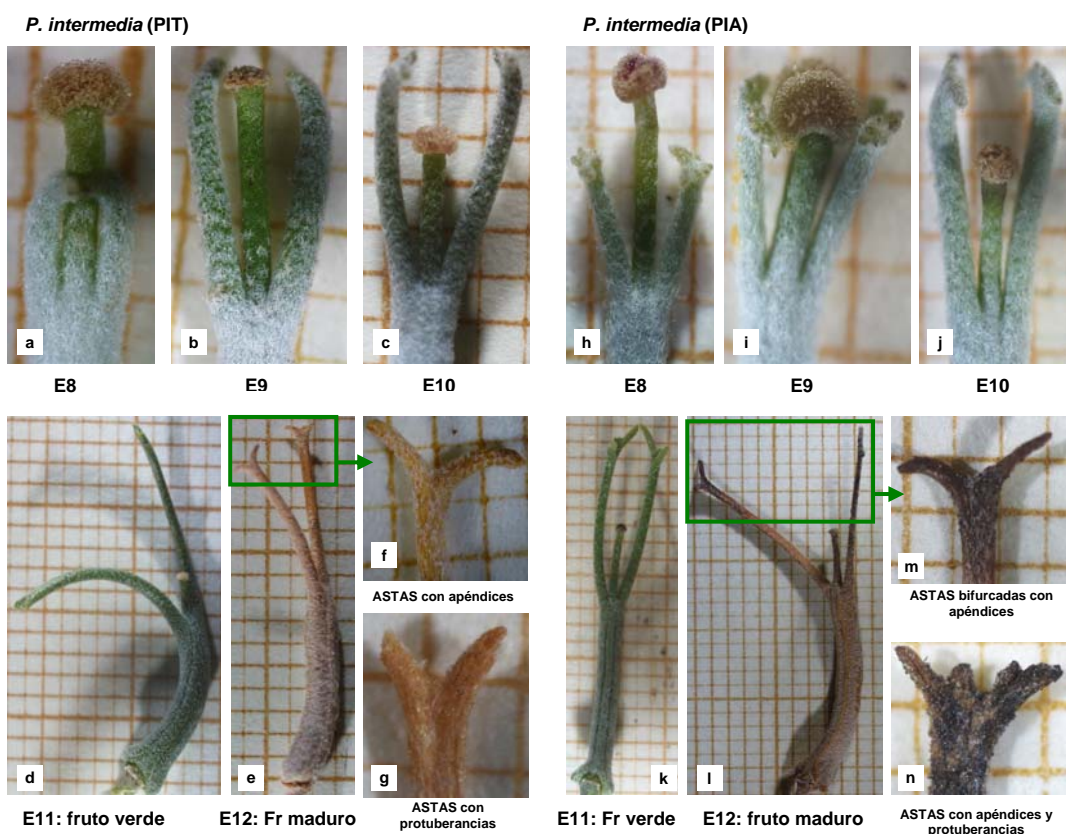 P. intermedia (PIT)
P. intermedia (PIA)
a
b
c
h
i
j
E8
E9
E10
E8
E9
E10
f
ASTAS con apéndices
m
ASTAS bifurcadas con
apéndices
d
e
g
k
l
n
E11: fruto verde
E12: Fr maduro
ASTAS con
protuberancias
E11: Fr verde
E12: fruto maduro
ASTAS con apéndices y
protuberancias